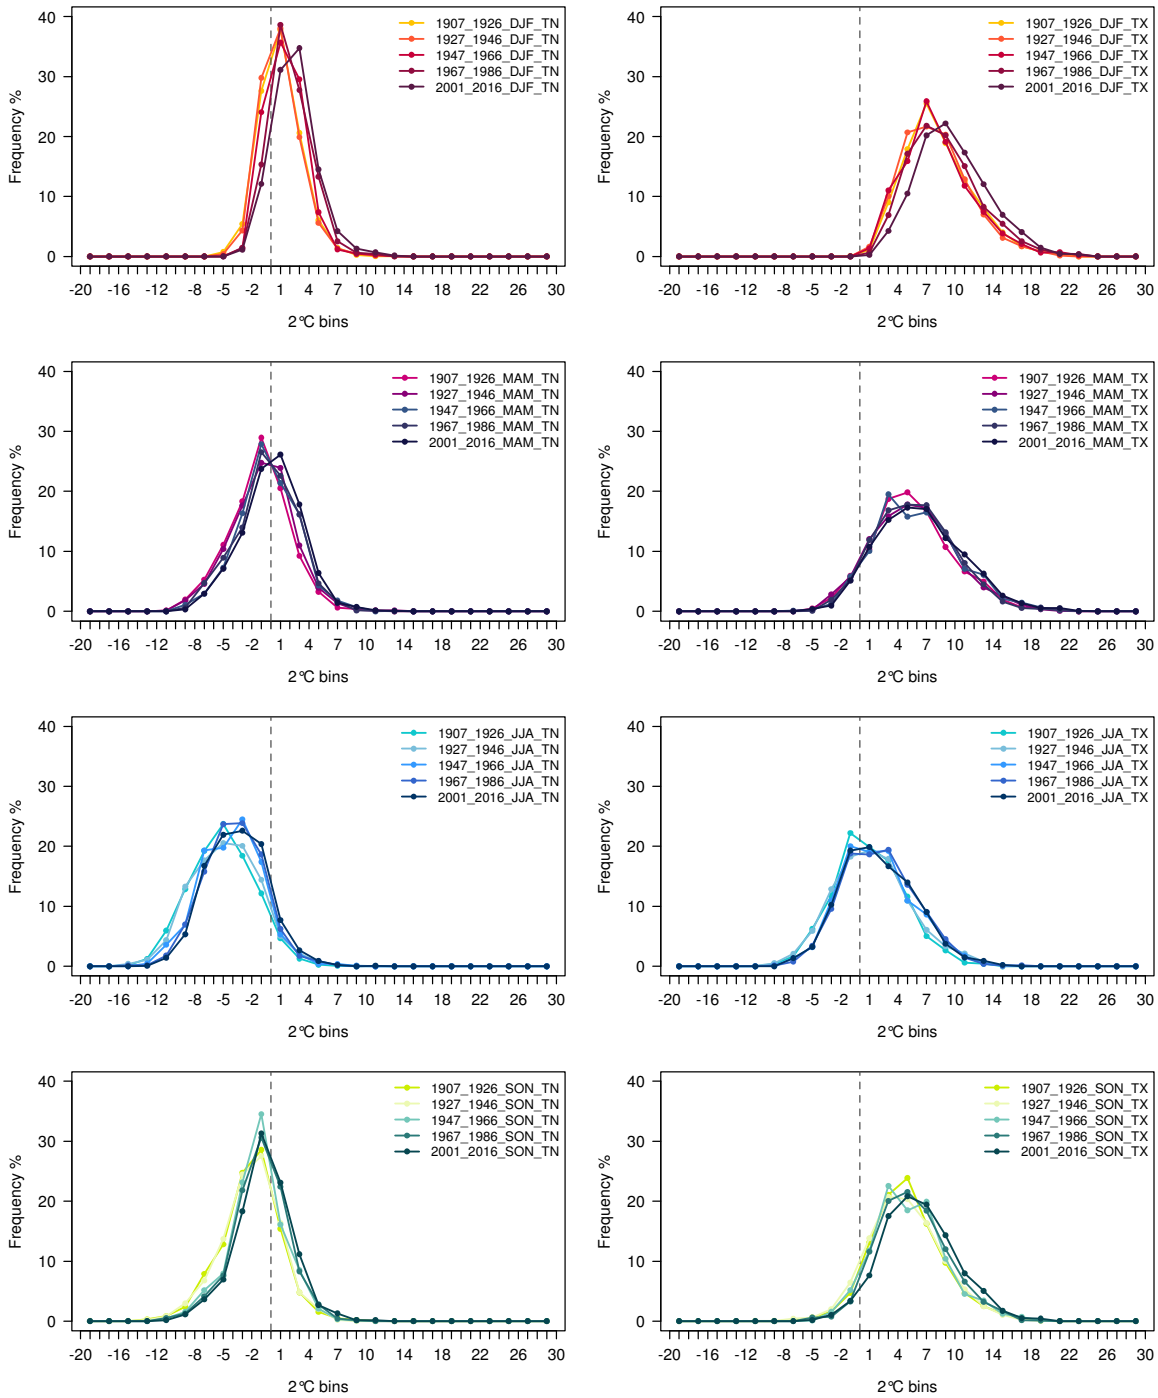 40
30
20
10
0
Frequency %
1907_1926_DJF_TN
1927_1946_DJF_TN
1947_1966_DJF_TN
1967_1986_DJF_TN
2001_2016_DJF_TN
-20 -16 -12 -8 -5 -2 1 4 7 10 14 18 22 26 30
2°C bins
40
30
20
10
0
Frequency %
1907_1926_DJF_TX
1927_1946_DJF_TX
1947_1966_DJF_TX
1967_1986_DJF_TX
2001_2016_DJF_TX
-20 -16 -12 -8 -5 -2 1 4 7 10 14 18 22 26 30
2°C bins
40
30
20
10
0
Frequency %
1907_1926_MAM_TN
1927_1946_MAM_TN
1947_1966_MAM_TN
1967_1986_MAM_TN
2001_2016_MAM_TN
-20 -16 -12 -8 -5 -2 1 4 7 10 14 18 22 26 30
2°C bins
40
30
20
10
0
Frequency %
1907_1926_MAM_TX
1927_1946_MAM_TX
1947_1966_MAM_TX
1967_1986_MAM_TX
2001_2016_MAM_TX
-20 -16 -12 -8 -5 -2 1 4 7 10 14 18 22 26 30
2°C bins
40
30
20
10
0
Frequency %
1907_1926_JJA_TN
1927_1946_JJA_TN
1947_1966_JJA_TN
1967_1986_JJA_TN
2001_2016_JJA_TN
-20 -16 -12 -8 -5 -2 1 4 7 10 14 18 22 26 30
2°C bins
40
30
20
10
0
Frequency %
1907_1926_JJA_TX
1927_1946_JJA_TX
1947_1966_JJA_TX
1967_1986_JJA_TX
2001_2016_JJA_TX
-20 -16 -12 -8 -5 -2 1 4 7 10 14 18 22 26 30
2°C bins
40
30
20
10
0
Frequency %
1907_1926_SON_TN
1927_1946_SON_TN
1947_1966_SON_TN
1967_1986_SON_TN
2001_2016_SON_TN
-20 -16 -12 -8 -5 -2 1 4 7 10 14 18 22 26 30
2°C bins
40
30
20
10
0
Frequency %
1907_1926_SON_TX
1927_1946_SON_TX
1947_1966_SON_TX
1967_1986_SON_TX
2001_2016_SON_TX
-20 -16 -12 -8 -5 -2 1 4 7 10 14 18 22 26 30
2°C bins